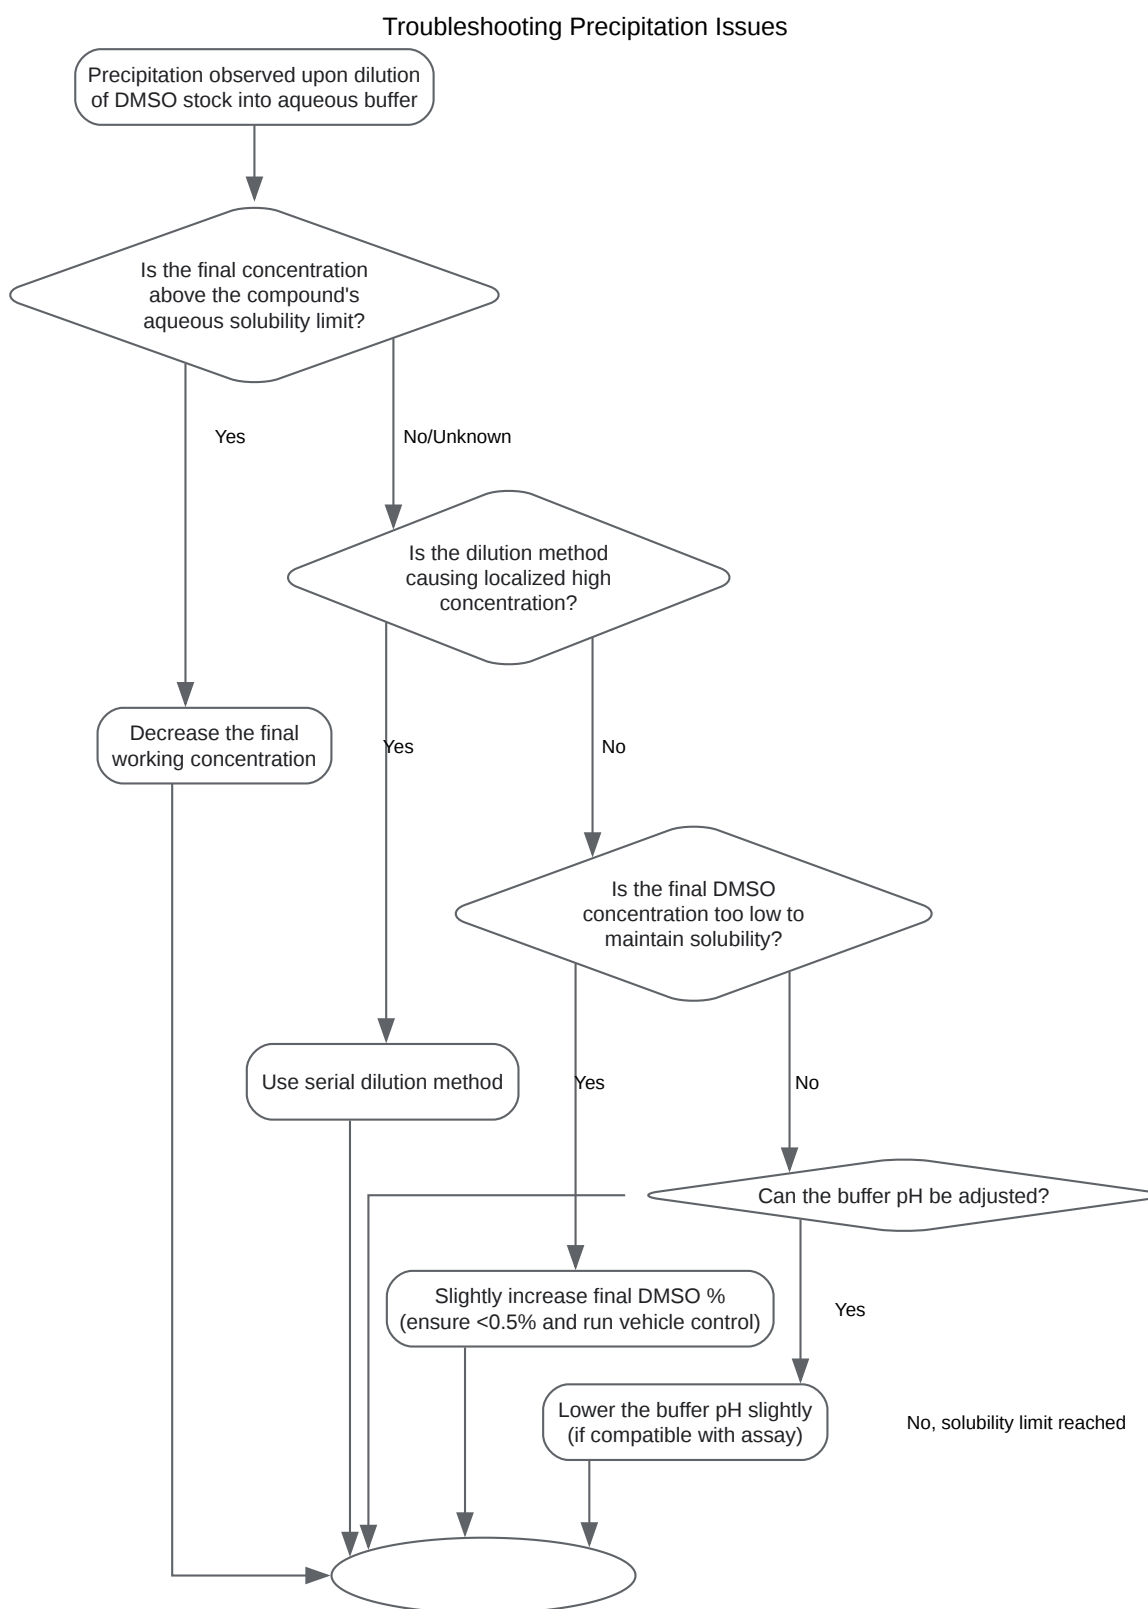 Troubleshooting Precipitation Issues
Precipitation observed upon dilution
of DMSO stock into aqueous buffer
Is the final concentration
above the compound's
aqueous solubility limit?
Yes
No/Unknown
Is the dilution method
causing localized high
concentration?
Decrease the final
working concentration
Yes
No
Is the final DMSO
concentration too low to
maintain solubility?
Use serial dilution method
Yes
No
Can the buffer pH be adjusted?
Slightly increase final DMSO %
(ensure <0.5% and run vehicle control)
Yes
Lower the buffer pH slightly
(if compatible with assay)
No, solubility limit reached